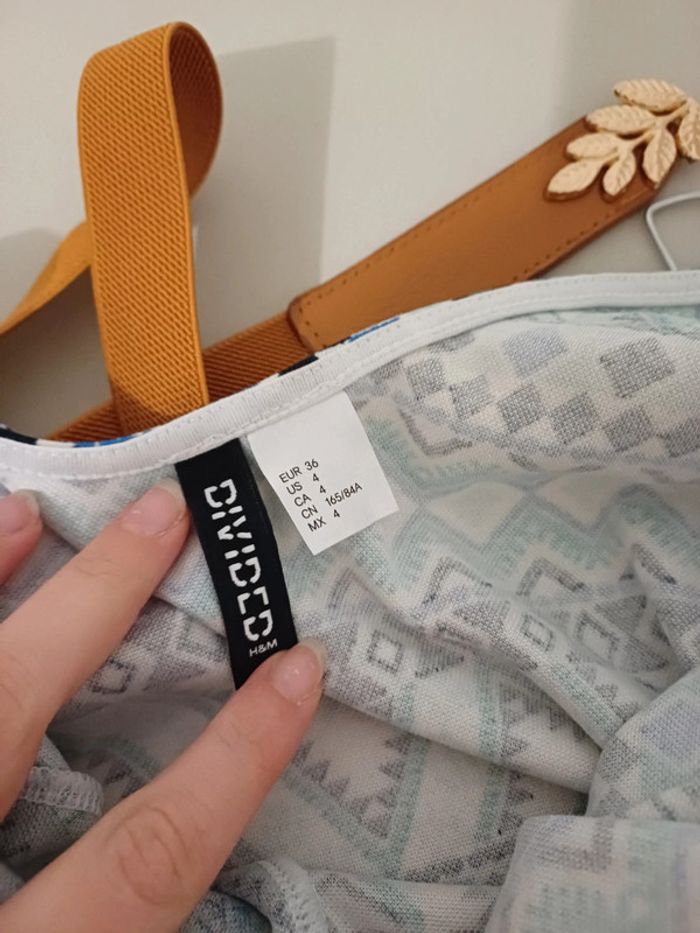 DIVIDED
H&M
EUR 36
US 4
CA 4
CN 165/84A
MX 4